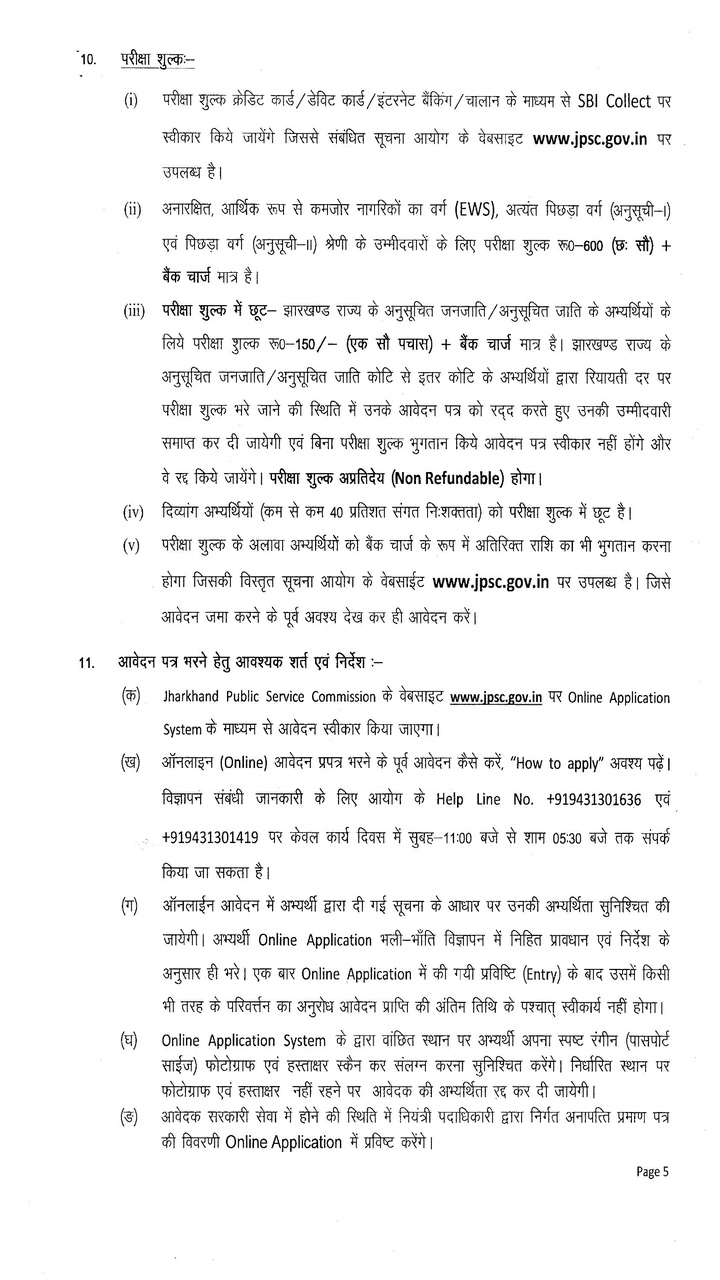 10. परीक्षा शुल्कः–
(i) परीक्षा शुल्क क्रेडिट कार्ड/डेविट कार्ड/इंटरनेट बैंकिंग/चालान के माध्यम से SBI Collect पर
स्वीकार किये जायेंगे जिससे संबंधित सूचना आयोग के वेबसाइट www.jpsc.gov.in पर
उपलब्ध है।
(ii) अनारक्षित, आर्थिक रूप से कमजोर नागरिकों का वर्ग (EWS), अत्यंत पिछड़ा वर्ग (अनुसूची–I)
एवं पिछड़ा वर्ग (अनुसूची–II) श्रेणी के उम्मीदवारों के लिए परीक्षा शुल्क रू0–600 (छः सौ) +
बैंक चार्ज मात्र है।
(iii) परीक्षा शुल्क में छूट– झारखण्ड राज्य के अनुसूचित जनजाति/अनुसूचित जाति के अभ्यर्थियों के
लिये परीक्षा शुल्क रू0–150/– (एक सौ पचास) + बैंक चार्ज मात्र है। झारखण्ड राज्य के
अनुसूचित जनजाति/अनुसूचित जाति कोटि से इतर कोटि के अभ्यर्थियों द्वारा रियायती दर पर
परीक्षा शुल्क भरे जाने की स्थिति में उनके आवेदन पत्र को रद्द करते हुए उनकी उम्मीदवारी
समाप्त कर दी जायेगी एवं बिना परीक्षा शुल्क भुगतान किये आवेदन पत्र स्वीकार नहीं होंगे और
वे रद्द किये जायेंगे। परीक्षा शुल्क अप्रतिदेय (Non Refundable) होगा।
(iv) दिव्यांग अभ्यर्थियों (कम से कम 40 प्रतिशत संगत निःशक्तता) को परीक्षा शुल्क में छूट है।
(v) परीक्षा शुल्क के अलावा अभ्यर्थियों को बैंक चार्ज के रूप में अतिरिक्त राशि का भी भुगतान करना
होगा जिसकी विस्तृत सूचना आयोग के वेबसाईट www.jpsc.gov.in पर उपलब्ध है। जिसे
आवेदन जमा करने के पूर्व अवश्य देख कर ही आवेदन करें।
11. आवेदन पत्र भरने हेतु आवश्यक शर्त एवं निर्देश :–
(क) Jharkhand Public Service Commission के वेबसाइट www.jpsc.gov.in पर Online Application
System के माध्यम से आवेदन स्वीकार किया जाएगा।
(ख) ऑनलाइन (Online) आवेदन प्रपत्र भरने के पूर्व आवेदन कैसे करें, “How to apply” अवश्य पढ़ें।
विज्ञापन संबंधी जानकारी के लिए आयोग के Help Line No. +919431301636 एवं
+919431301419 पर केवल कार्य दिवस में सुबह–11:00 बजे से शाम 05:30 बजे तक संपर्क
किया जा सकता है।
(ग) ऑनलाईन आवेदन में अभ्यर्थी द्वारा दी गई सूचना के आधार पर उनकी अभ्यर्थिता सुनिश्चित की
जायेगी। अभ्यर्थी Online Application भली–भाँति विज्ञापन में निहित प्रावधान एवं निर्देश के
अनुसार ही भरे। एक बार Online Application में की गयी प्रविष्टि (Entry) के बाद उसमें किसी
भी तरह के परिवर्त्तन का अनुरोध आवेदन प्राप्ति की अंतिम तिथि के पश्चात् स्वीकार्य नहीं होगा।
(घ) Online Application System के द्वारा वांछित स्थान पर अभ्यर्थी अपना स्पष्ट रंगीन (पासपोर्ट
साईज) फोटोग्राफ एवं हस्ताक्षर स्कैन कर संलग्न करना सुनिश्चित करेंगे। निर्धारित स्थान पर
फोटोग्राफ एवं हस्ताक्षर नहीं रहने पर आवेदक की अभ्यर्थिता रद्द कर दी जायेगी।
(ङ) आवेदक सरकारी सेवा में होने की स्थिति में नियंत्री पदाधिकारी द्वारा निर्गत अनापत्ति प्रमाण पत्र
की विवरणी Online Application में प्रविष्ट करेंगे।
Page 5